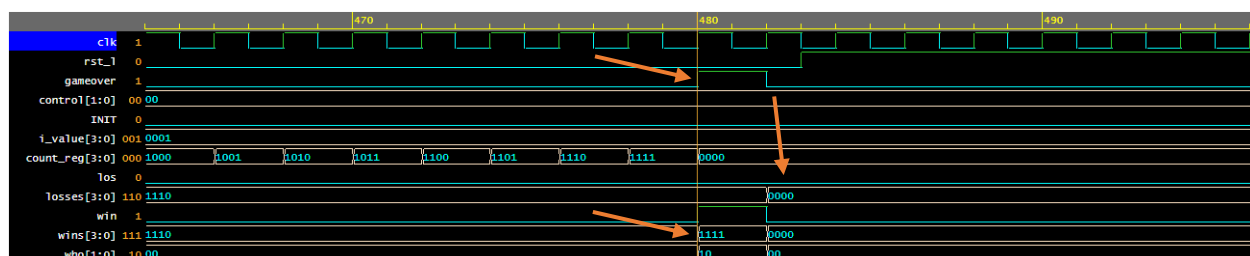 470 480 490
clk 1
rst_l 0
gameover 1
control[1:0] 00 00
INIT 0
i_value[3:0] 001 0001
count_reg[3:0] 000 1000 1001 1010 1011 1100 1101 1110 1111 0000
los 0
losses[3:0] 110 1110 0000
win 1
wins[3:0] 111 1110 1111 0000
who[1:0] 10 00 10 00